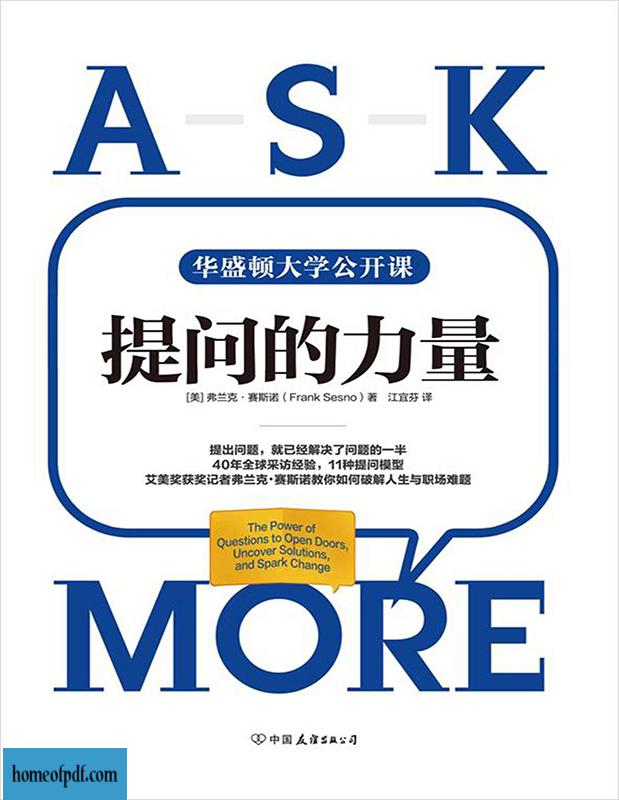 A-S-K
华盛顿大学公开课
提问的力量
[美] 弗兰克·赛斯诺(Frank Sesno)著 江宜芬 译
提出问题,就已经解决了问题的一半
40年全球采访经验,11种提问模型
艾美奖获奖记者弗兰克·赛斯诺教你如何破解人生与职场难题
The Power of
Questions to Open Doors,
Uncover Solutions,
and Spark Change
MORE
中国友谊出版公司
homeofpdf.com